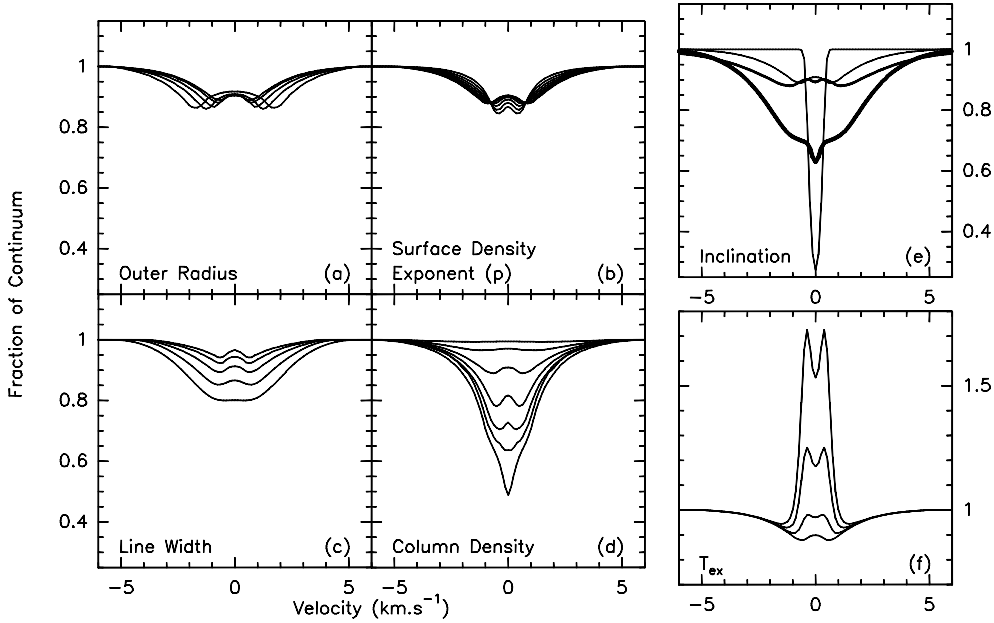 Fraction of Continuum
1
0.8
0.6
0.4
Outer Radius (a)
Surface Density
Exponent (p) (b)
1
0.8
0.6
0.4
Line Width (c)
Column Density (d)
−5 0 5 −5 0 5
Velocity (km.s⁻¹)
1
0.8
0.6
0.4
Inclination (e)
−5 0 5
1.5
1
Tₑₓ (f)
−5 0 5